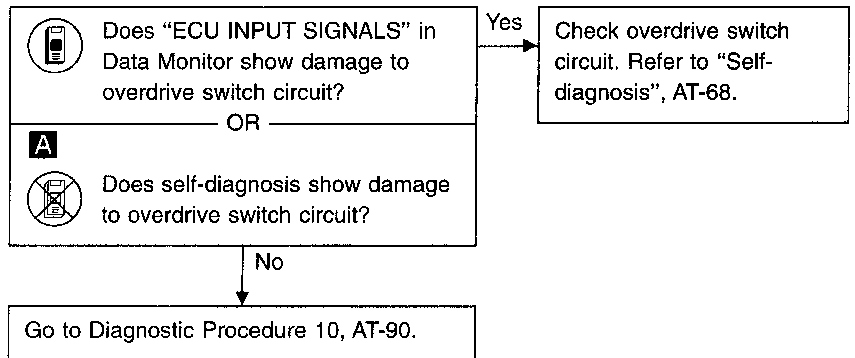 Does “ECU INPUT SIGNALS” in
Data Monitor show damage to
overdrive switch circuit?
Yes
Check overdrive switch
circuit. Refer to “Self-
diagnosis”, AT-68.
OR
A
Does self-diagnosis show damage
to overdrive switch circuit?
No
Go to Diagnostic Procedure 10, AT-90.